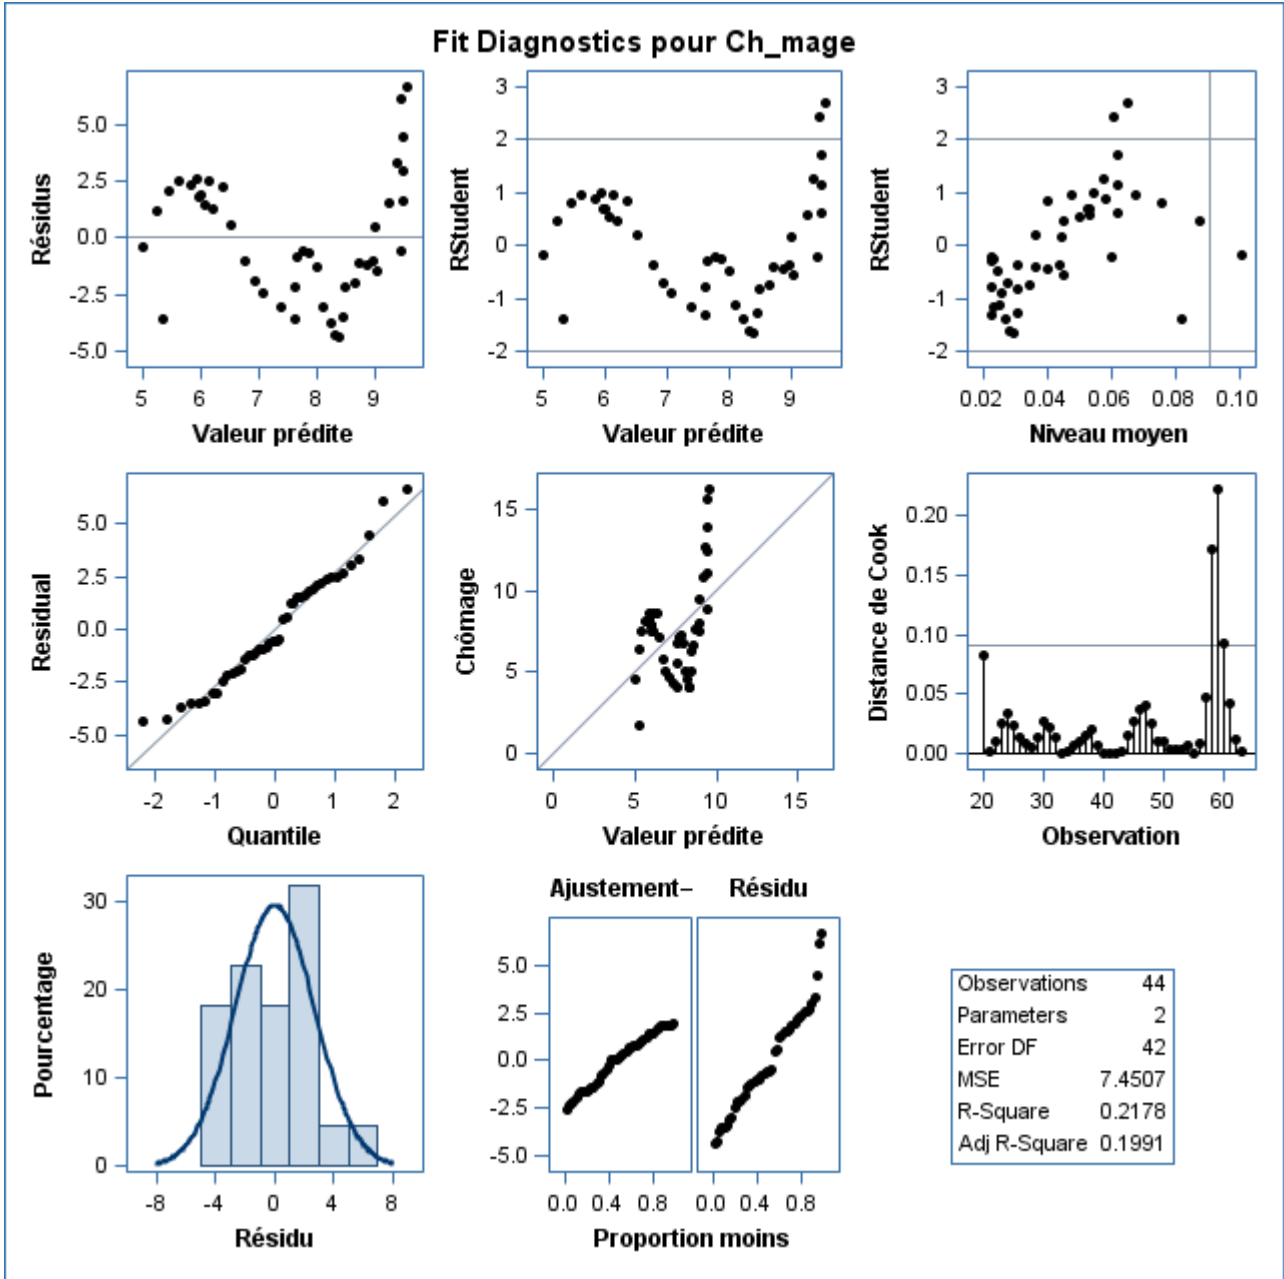 Fit Diagnostics pour Ch_mage
Résidus
5.0
2.5
0.0
-2.5
-5.0
5 6 7 8 9
Valeur prédite
RStudent
3
2
1
0
-1
-2
5 6 7 8 9
Valeur prédite
RStudent
3
2
1
0
-1
-2
0.02 0.04 0.06 0.08 0.10
Niveau moyen
Residual
5.0
2.5
0.0
-2.5
-5.0
-2 -1 0 1 2
Quantile
Chômage
15
10
5
0
0 5 10 15
Valeur prédite
Distance de Cook
0.20
0.15
0.10
0.05
0.00
20 30 40 50 60
Observation
Pourcentage
30
20
10
0
-8 -4 0 4 8
Résidu
Ajustement– Résidu
5.0
2.5
0.0
-2.5
-5.0
0.0 0.4 0.8 0.0 0.4 0.8
Proportion moins
Observations 44
Parameters 2
Error DF 42
MSE 7.4507
R-Square 0.2178
Adj R-Square 0.1991